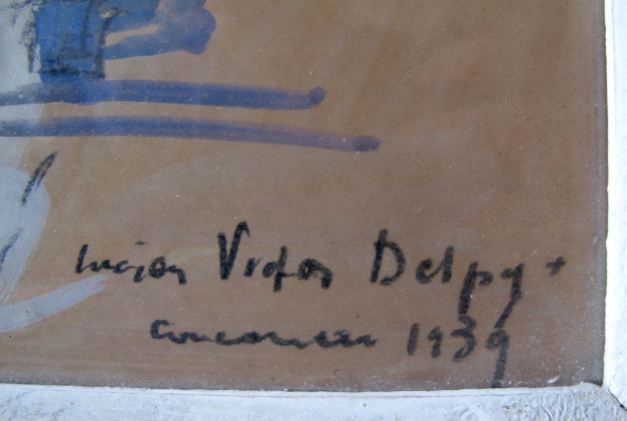 Lucien Victor Delpy +
Concarneau 1939